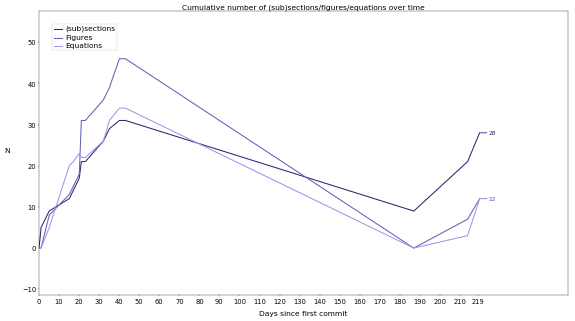 Cumulative number of (sub)sections/figures/equations over time
(sub)sections
Figures
Equations
N
50
40
30
20
10
0
−10
28
12
0 10 20 30 40 50 60 70 80 90 100 110 120 130 140 150 160 170 180 190 200 210 219
Days since first commit